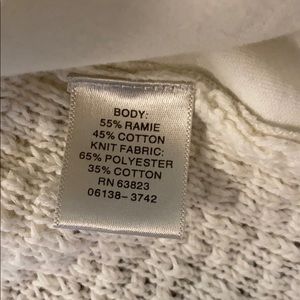 BODY:
55% RAMIE
45% COTTON
KNIT FABRIC:
65% POLYESTER
35% COTTON
RN 63823
06138-3742